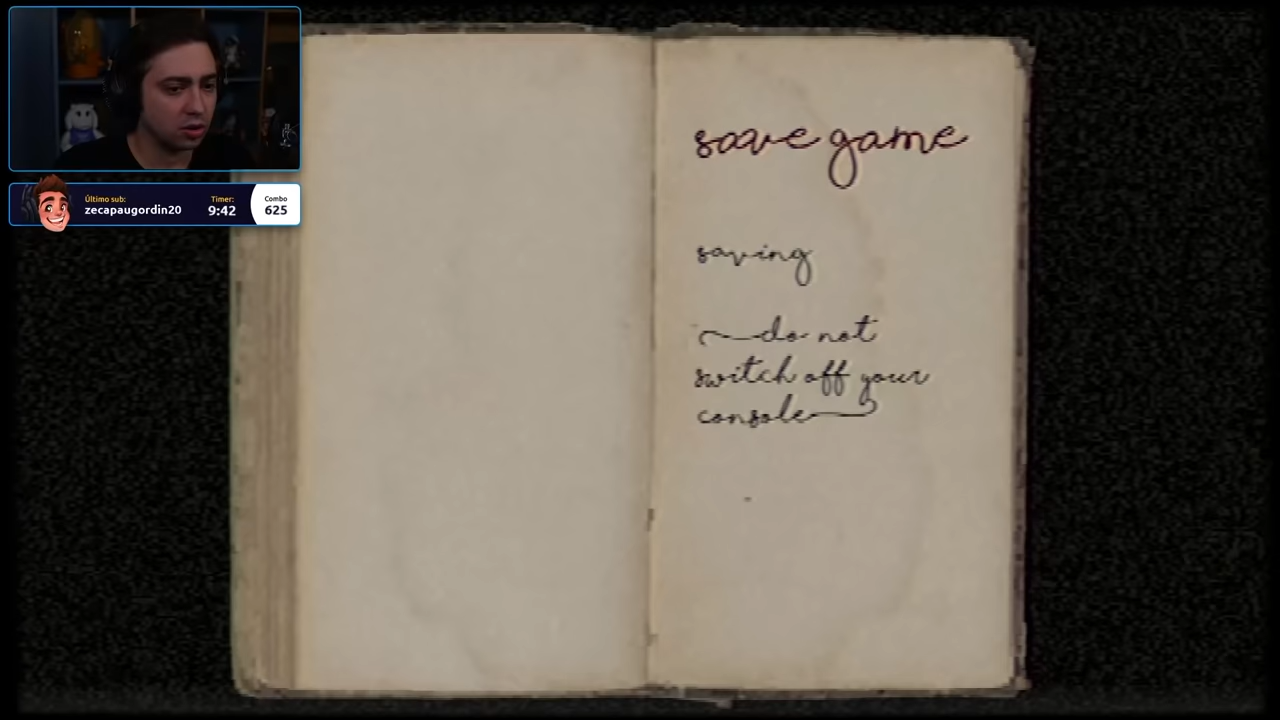 Último sub:
zecapaugordin20
Timer:
9:42
Combo
625
save game
saving
do not
switch off your
console